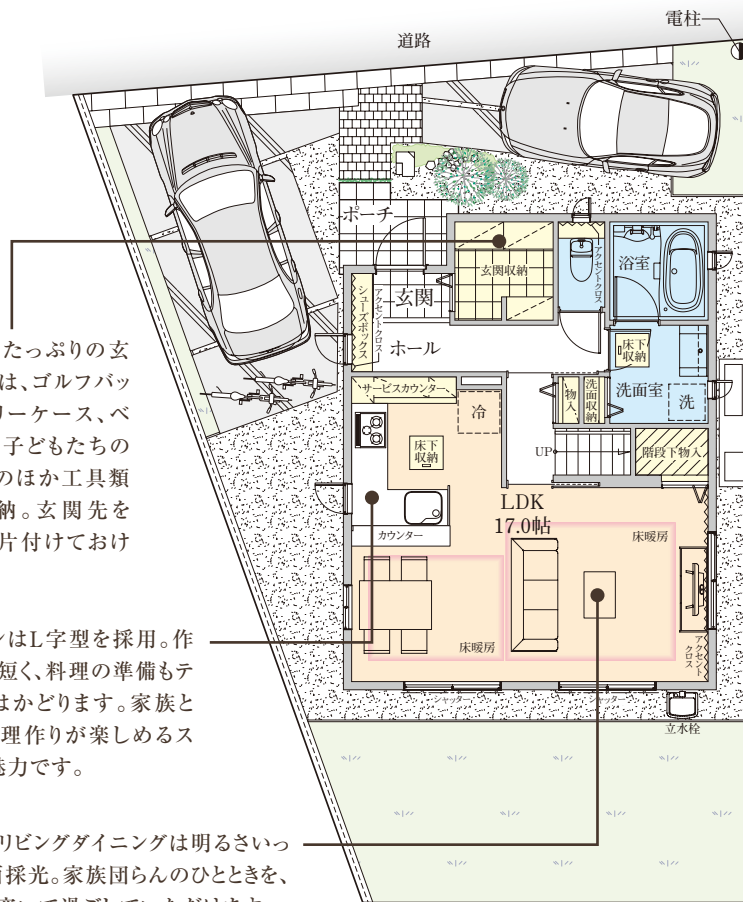 電柱
道路
ポーチ
玄関収納
アクセントクロス
浴室
玄関
シューズボックス
アクセントクロス
ホール
床下
収納
洗面室
洗
サービスカウンター
冷
物入
洗面収納
床下
収納
UP
階段下物入
LDK
17.0帖
カウンター
床暖房
床暖房
アクセント
クロス
シャッター
シャッター
立水栓
たっぷりの玄
は、ゴルフバッ
リーケース、ベ
子どもたちの
のほか工具類
納。玄関先を
片付けておけ
ンはL字型を採用。作
短く、料理の準備もテ
はかどります。家族と
理作りが楽しめるス
魅力です。
リビングダイニングは明るさいっ
面採光。家族団らんのひとときを、